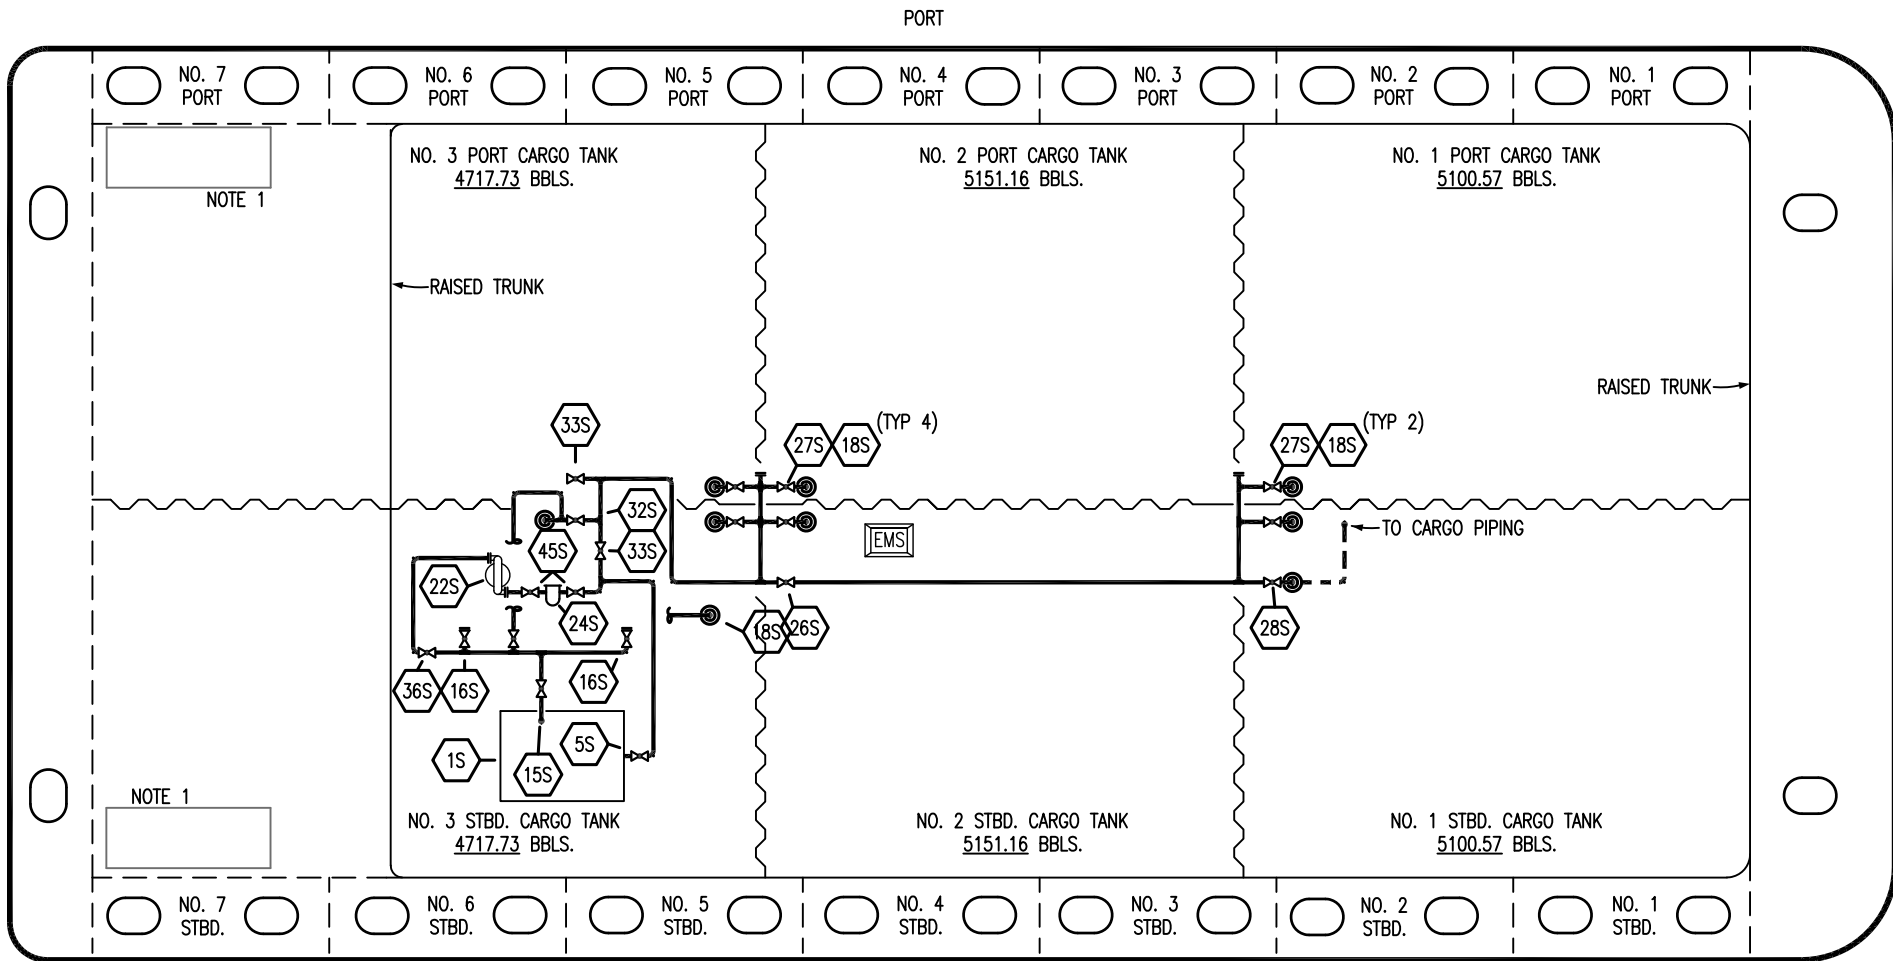 PORT
NO. 7
PORT
NO. 6
PORT
NO. 5
PORT
NO. 4
PORT
NO. 3
PORT
NO. 2
PORT
NO. 1
PORT
NOTE 1
NO. 3 PORT CARGO TANK
4717.73 BBLS.
NO. 2 PORT CARGO TANK
5151.16 BBLS.
NO. 1 PORT CARGO TANK
5100.57 BBLS.
RAISED TRUNK
RAISED TRUNK
33S
27S
18S
(TYP 4)
27S
18S
(TYP 2)
32S
33S
45S
EMS
TO CARGO PIPING
22S
24S
18S
26S
28S
36S
16S
16S
1S
15S
5S
NOTE 1
NO. 3 STBD. CARGO TANK
4717.73 BBLS.
NO. 2 STBD. CARGO TANK
5151.16 BBLS.
NO. 1 STBD. CARGO TANK
5100.57 BBLS.
NO. 7
STBD.
NO. 6
STBD.
NO. 5
STBD.
NO. 4
STBD.
NO. 3
STBD.
NO. 2
STBD.
NO. 1
STBD.